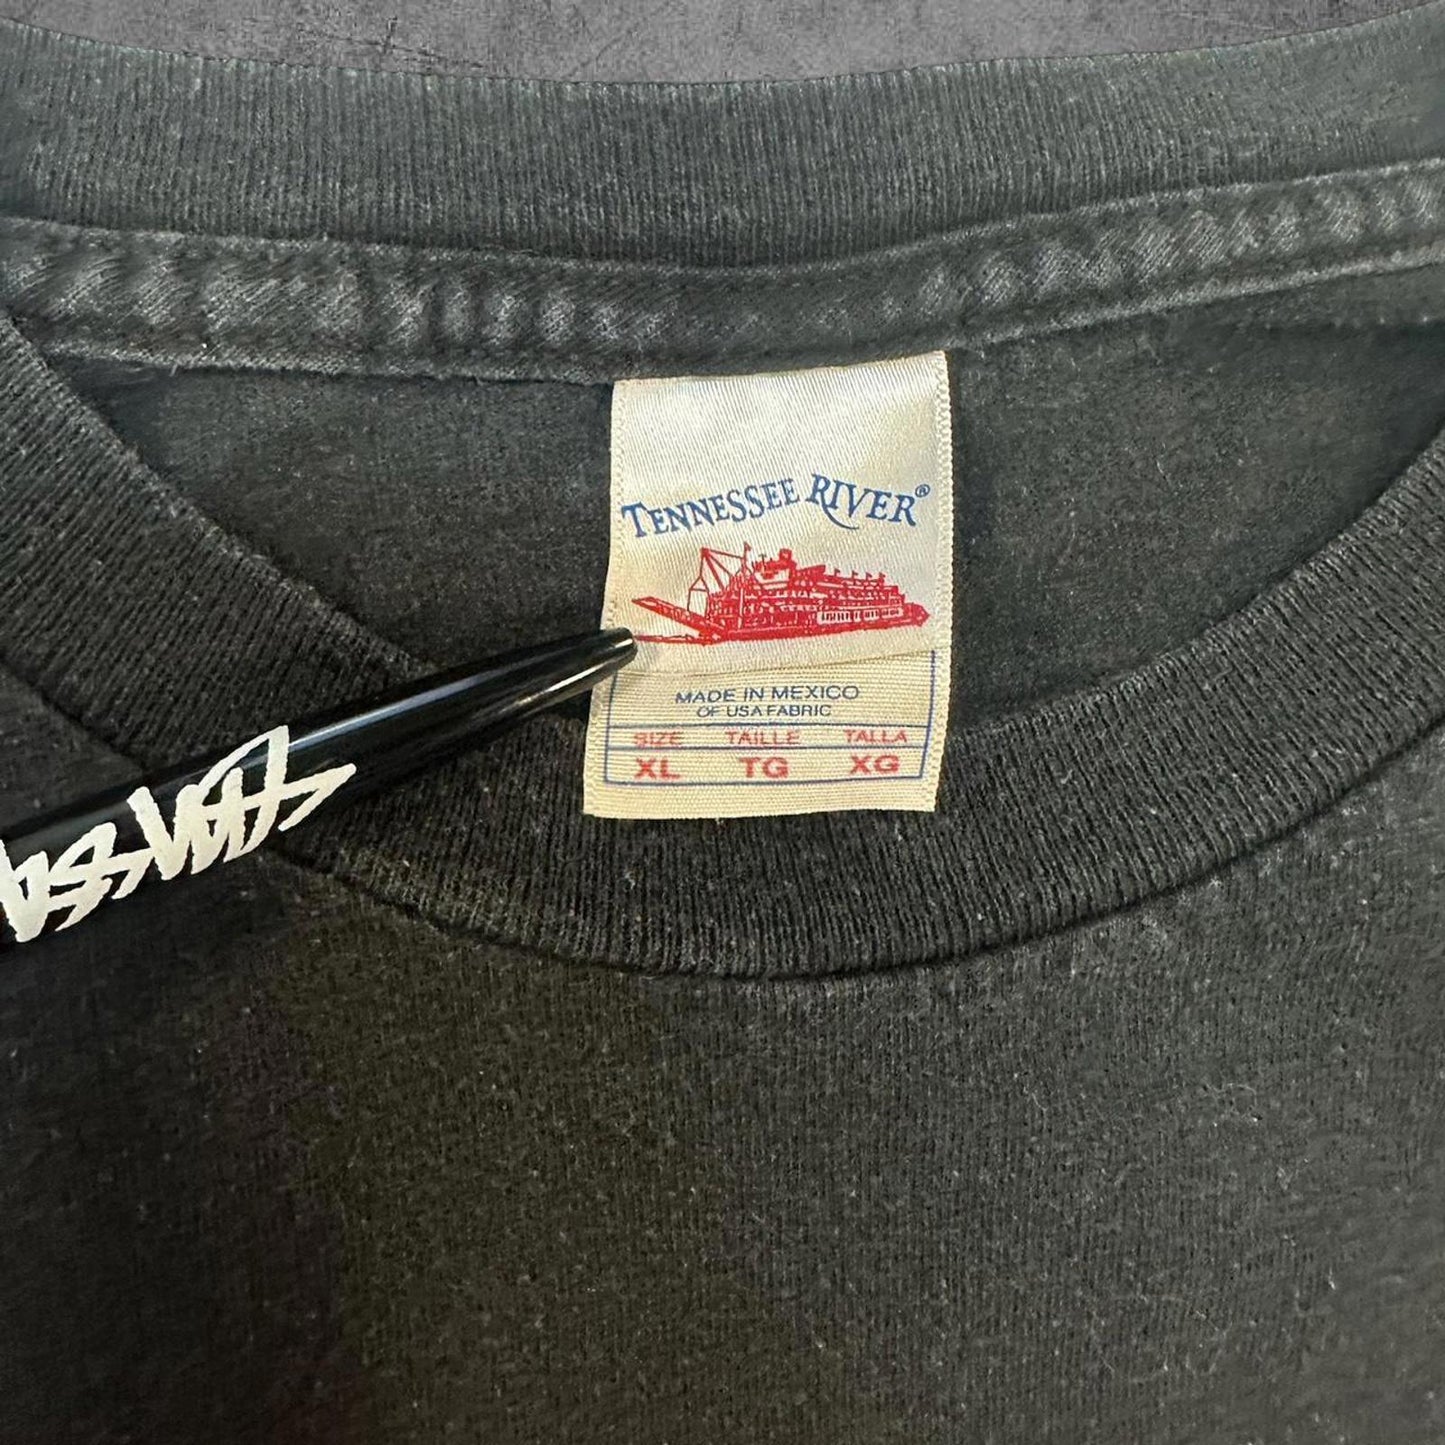 TENNESSEE RIVER®
MADE IN MEXICO
OF USA FABRIC
SIZE TAILLE TALLA
XL TG XG